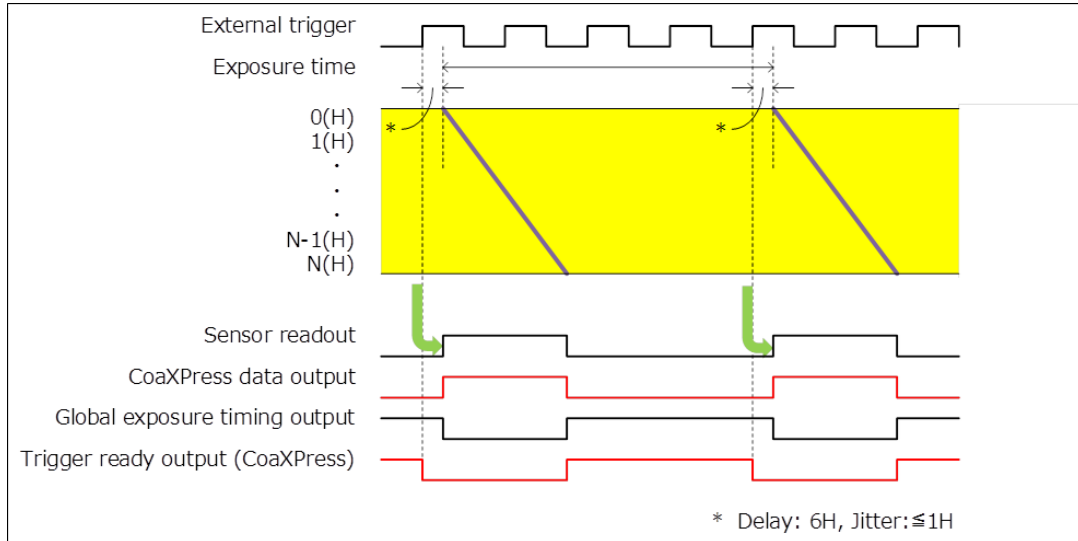 External trigger
Exposure time
*
*
0(H)
1(H)
·
·
·
N-1(H)
N(H)
Sensor readout
CoaXPress data output
Global exposure timing output
Trigger ready output (CoaXPress)
* Delay: 6H, Jitter:≦1H